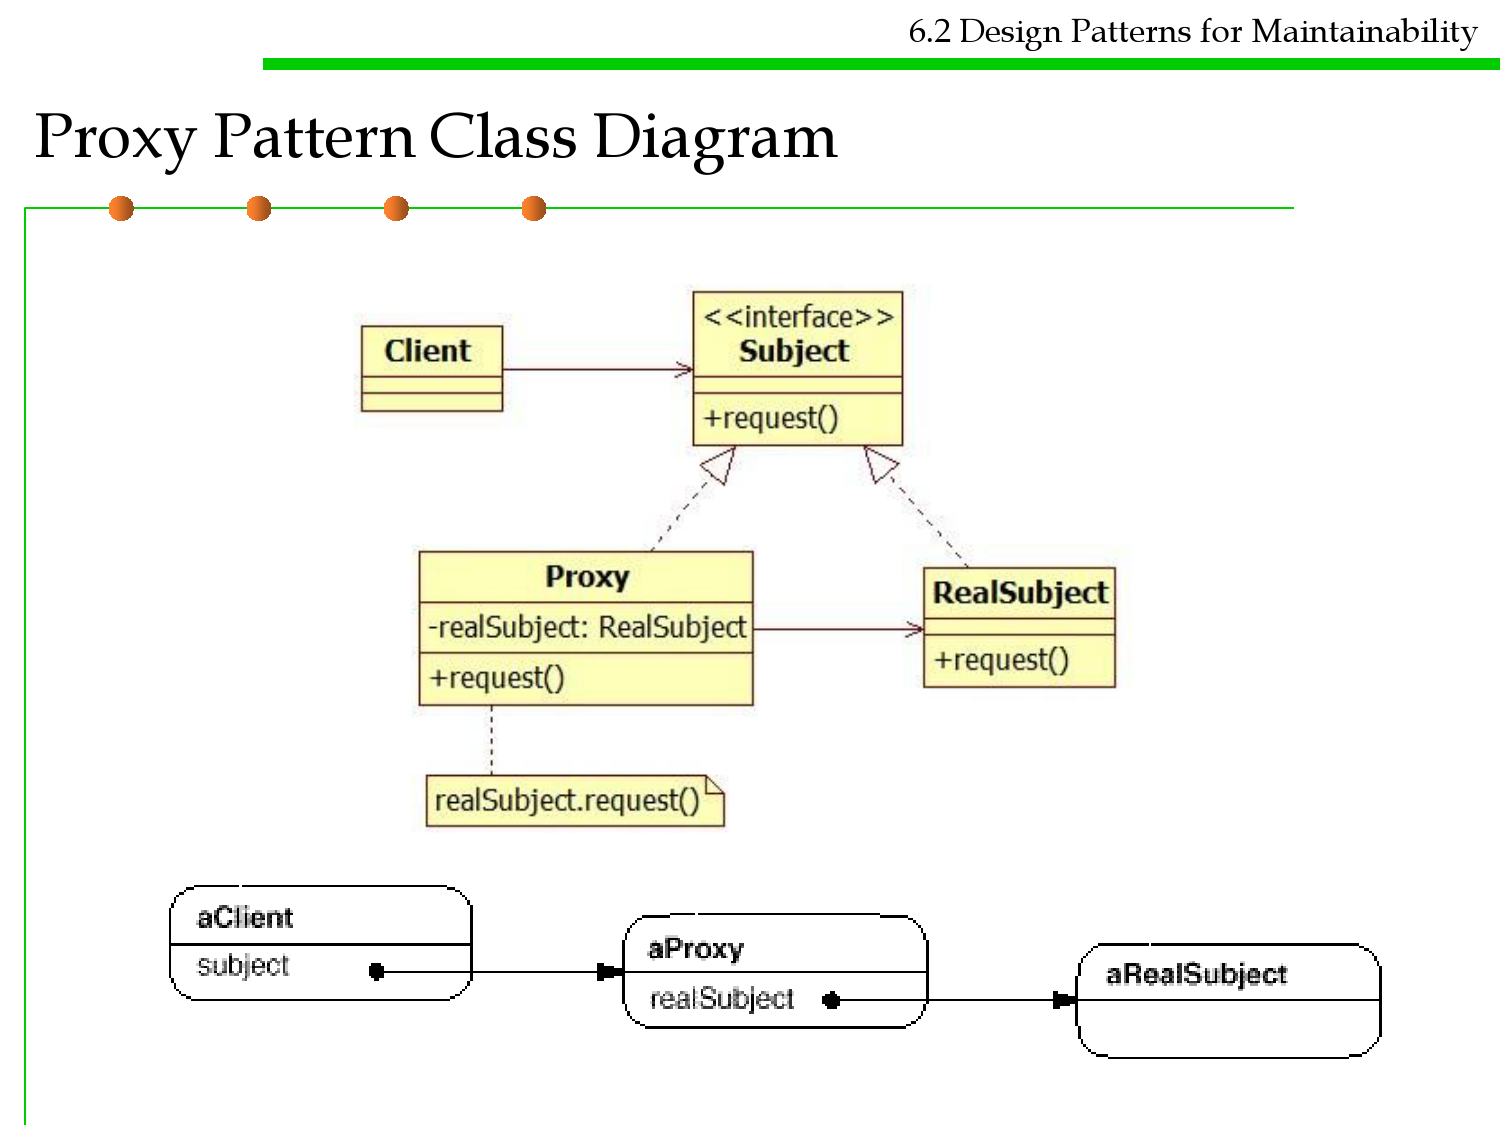 6.2 Design Patterns for Maintainability
Proxy Pattern Class Diagram
<<interface>>
Client
Subject
+request()
Proxy
RealSubject
-realSubject: RealSubject
+request()
+request()
realSubject.request()
aClient
subject
aProxy
realSubject
aRealSubject